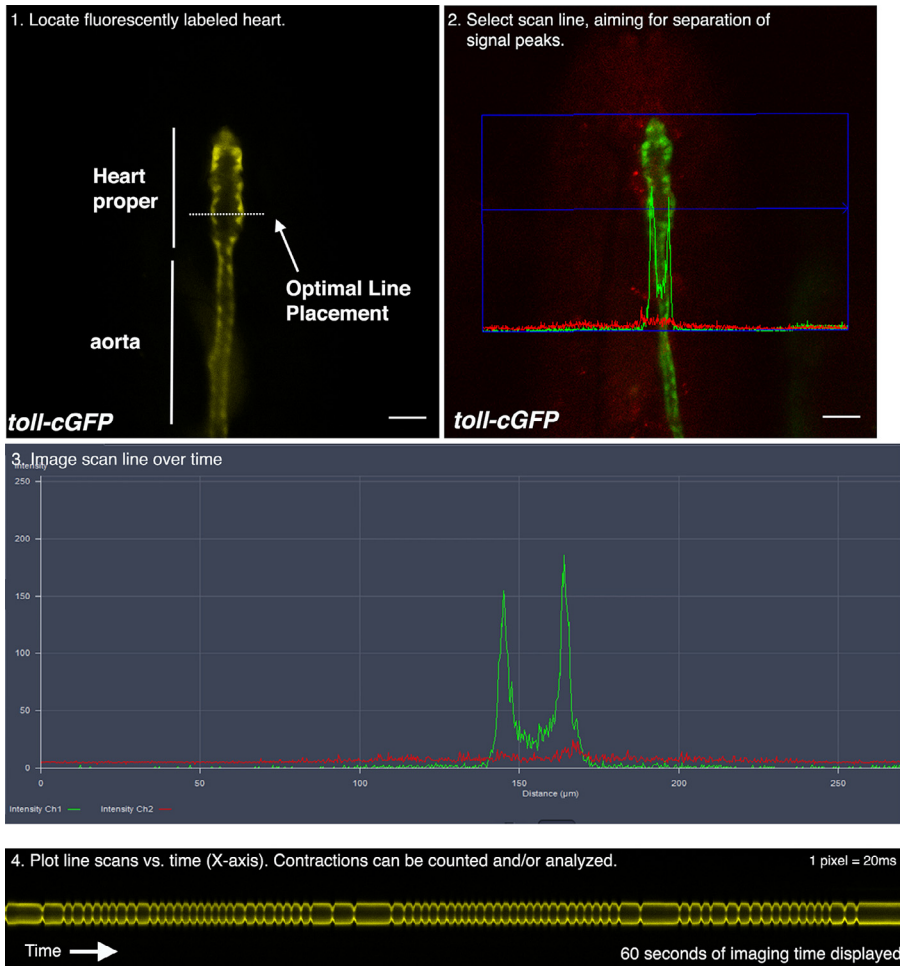 1. Locate fluorescently labeled heart.
Heart
proper
Optimal Line
Placement
aorta
toll-cGFP
2. Select scan line, aiming for separation of
signal peaks.
toll-cGFP
3. Image scan line over time
Intensity
250
200
150
100
50
0
0 50 100 150 200 250
Distance (µm)
Intensity Ch1 Intensity Ch2
4. Plot line scans vs. time (X-axis). Contractions can be counted and/or analyzed. 1 pixel = 20ms
Time
60 seconds of imaging time displayed